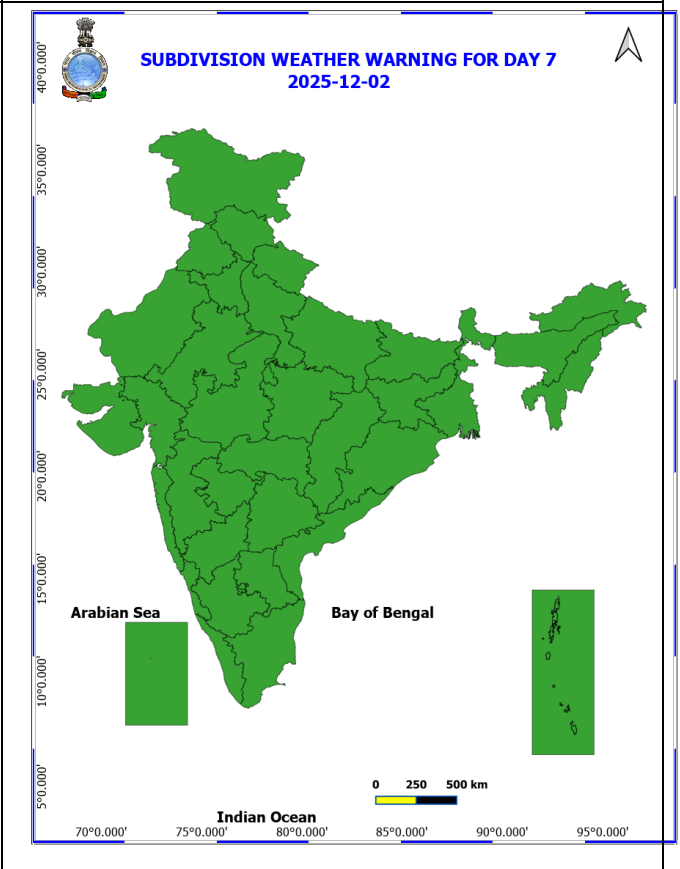 SUBDIVISION WEATHER WARNING FOR DAY 7
2025-12-02
40°0.000'
35°0.000'
30°0.000'
25°0.000'
20°0.000'
15°0.000'
10°0.000'
5°0.000'
Arabian Sea
Bay of Bengal
0 250 500 km
Indian Ocean
70°0.000' 75°0.000' 80°0.000' 85°0.000' 90°0.000' 95°0.000'